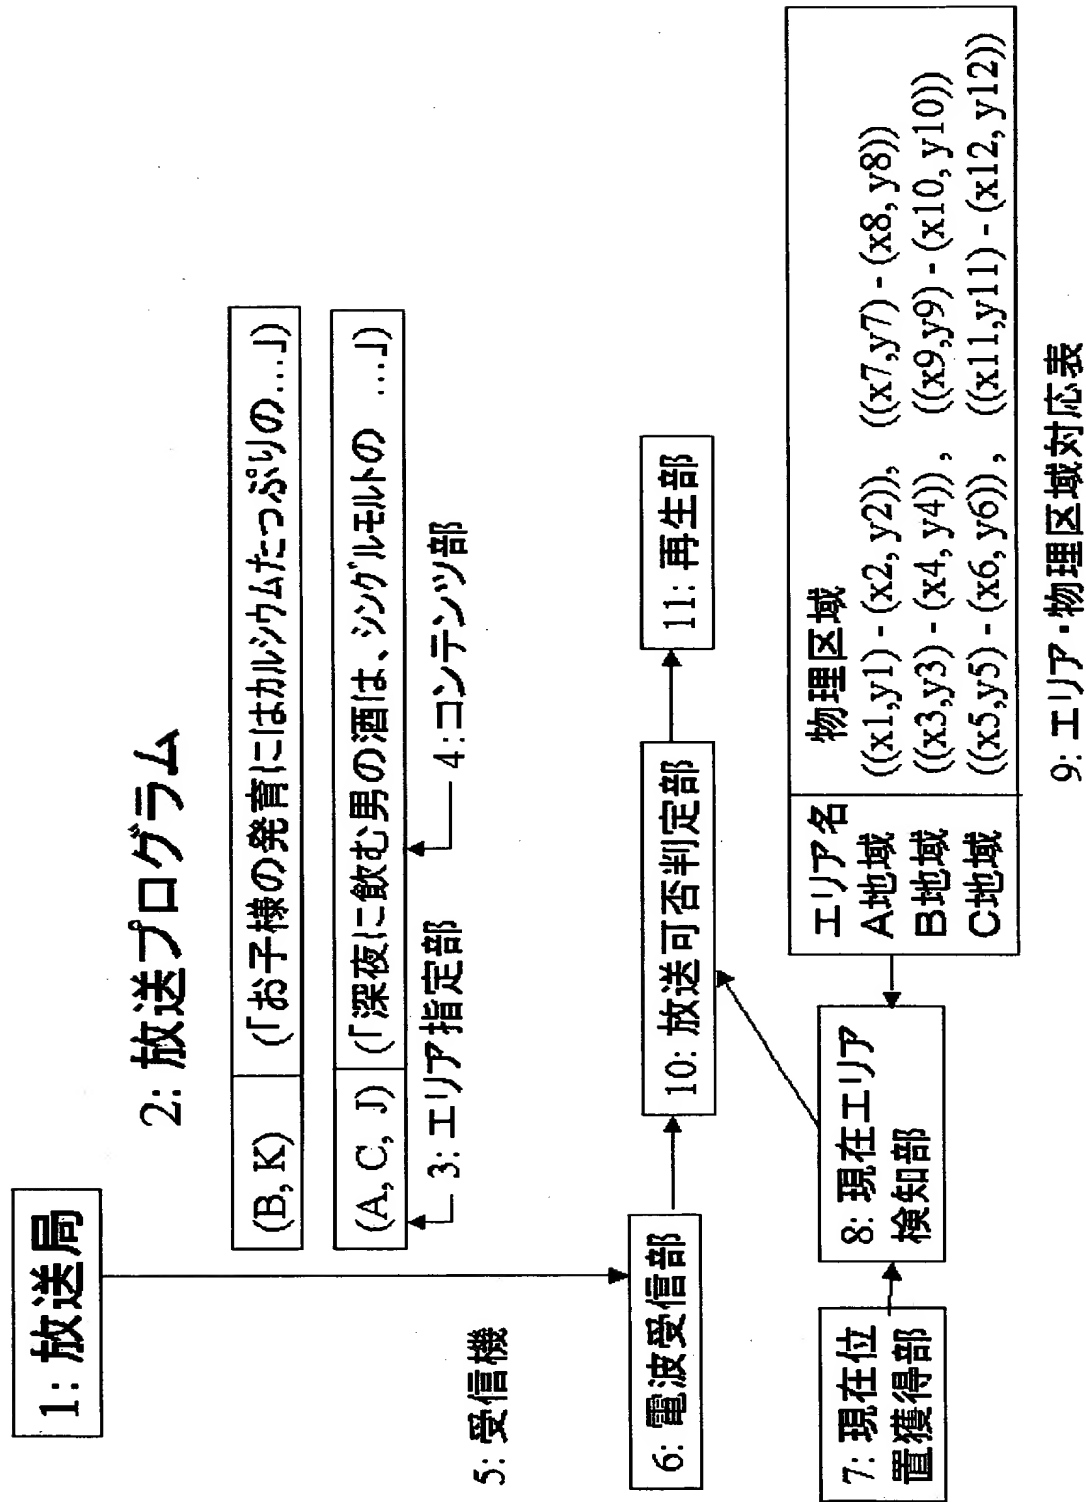 1: 放送局
2: 放送プログラム
(B, K) (「お子様の発育にはカルシウムたっぷりの....」)
(A, C, J) (「深夜に飲む男の酒は、シングルモルトの ....」)
3: エリア指定部
4:コンテンツ部
5: 受信機
6: 電波受信部
10: 放送可否判定部
11: 再生部
7: 現在位
置獲得部
8: 現在エリア
検知部
エリア名 物理区域
A地域 ((x1,y1) - (x2, y2)), ((x7,y7) - (x8, y8))
B地域 ((x3,y3) - (x4, y4)), ((x9,y9) - (x10, y10))
C地域 ((x5,y5) - (x6, y6)), ((x11,y11) - (x12, y12))
9: エリア・物理区域対応表